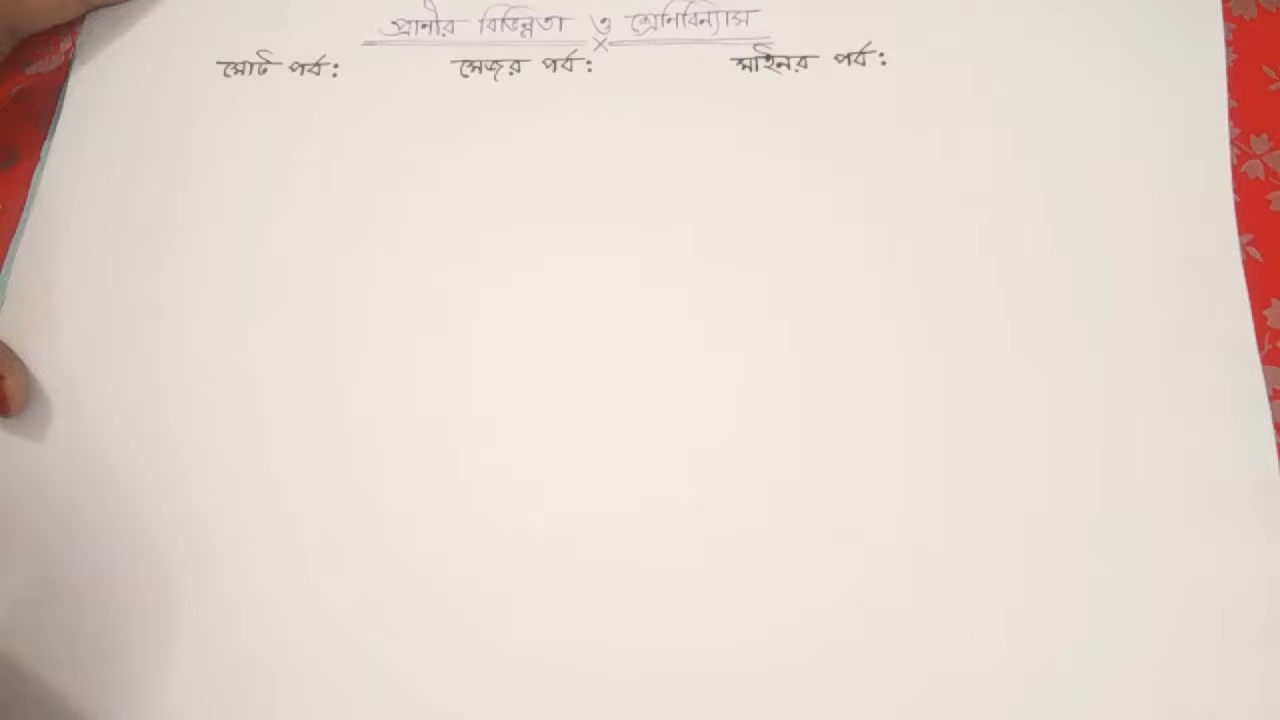 প্রানীর বিভিন্নতা ও শ্রেনিবিন্যাস
মোট পর্ব: মেজর পর্ব: মাইনর পর্ব: